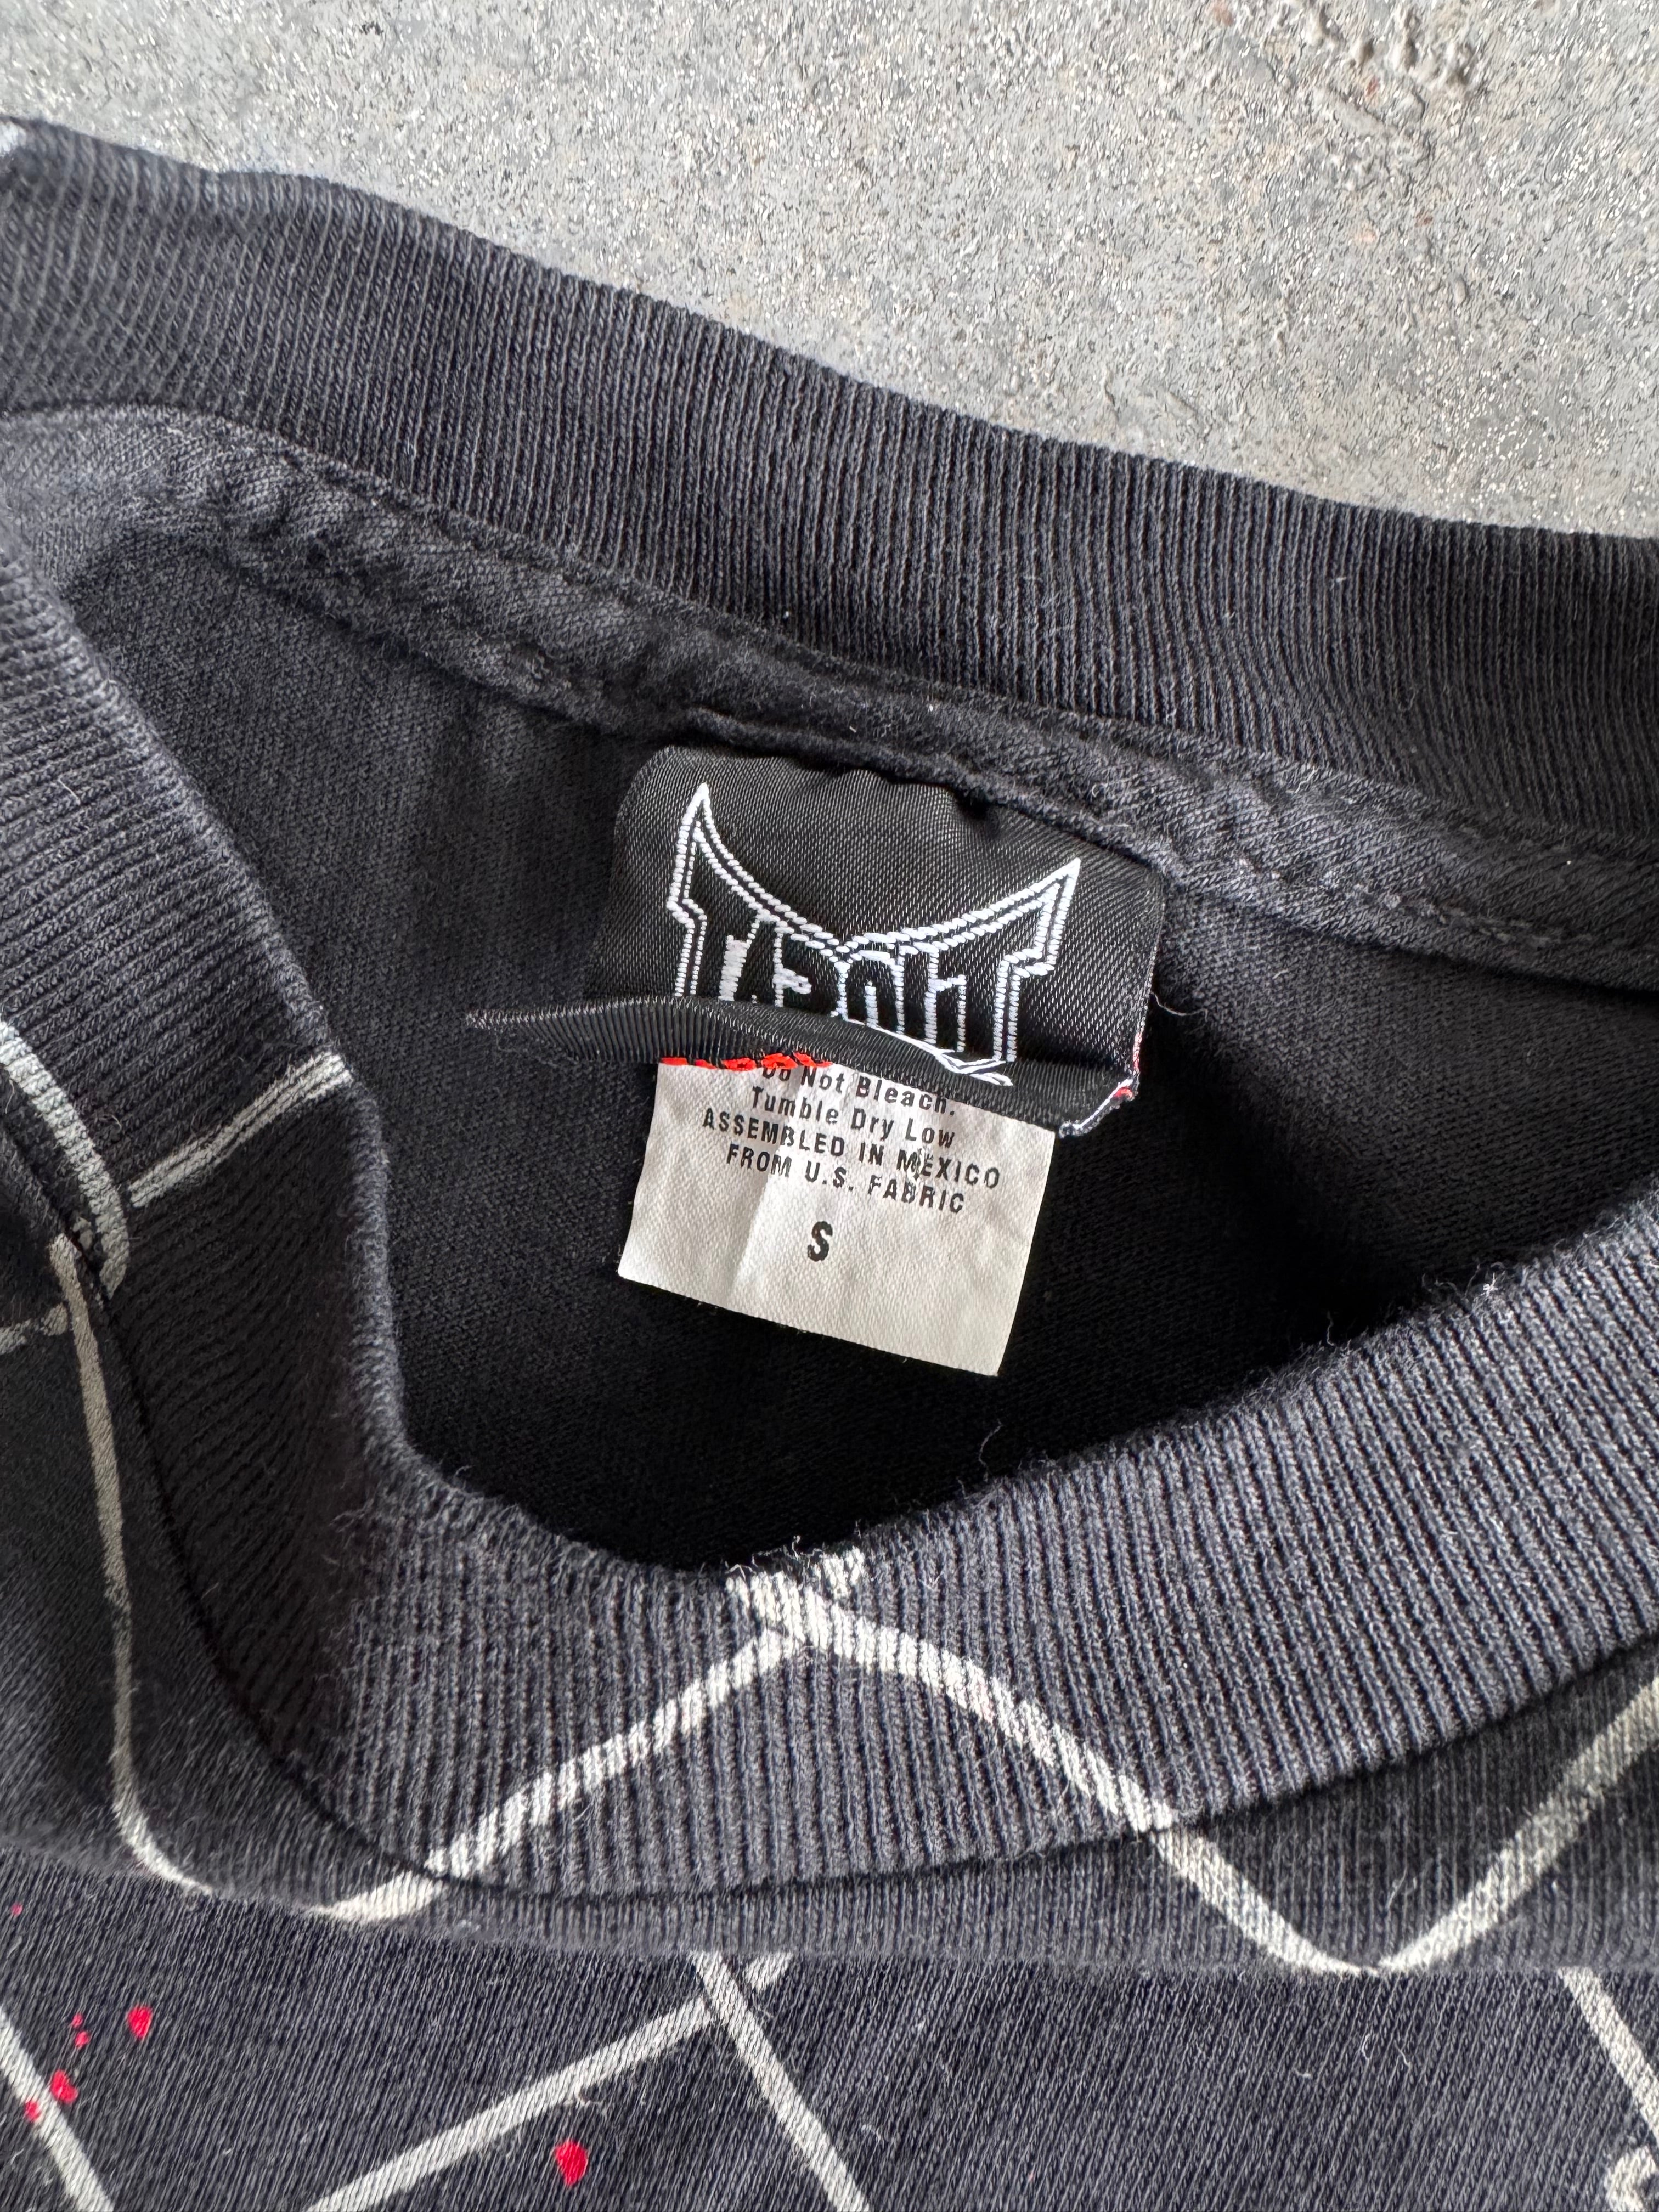 Do Not Bleach.
Tumble Dry Low
ASSEMBLED IN MEXICO
FROM U.S. FABRIC
S